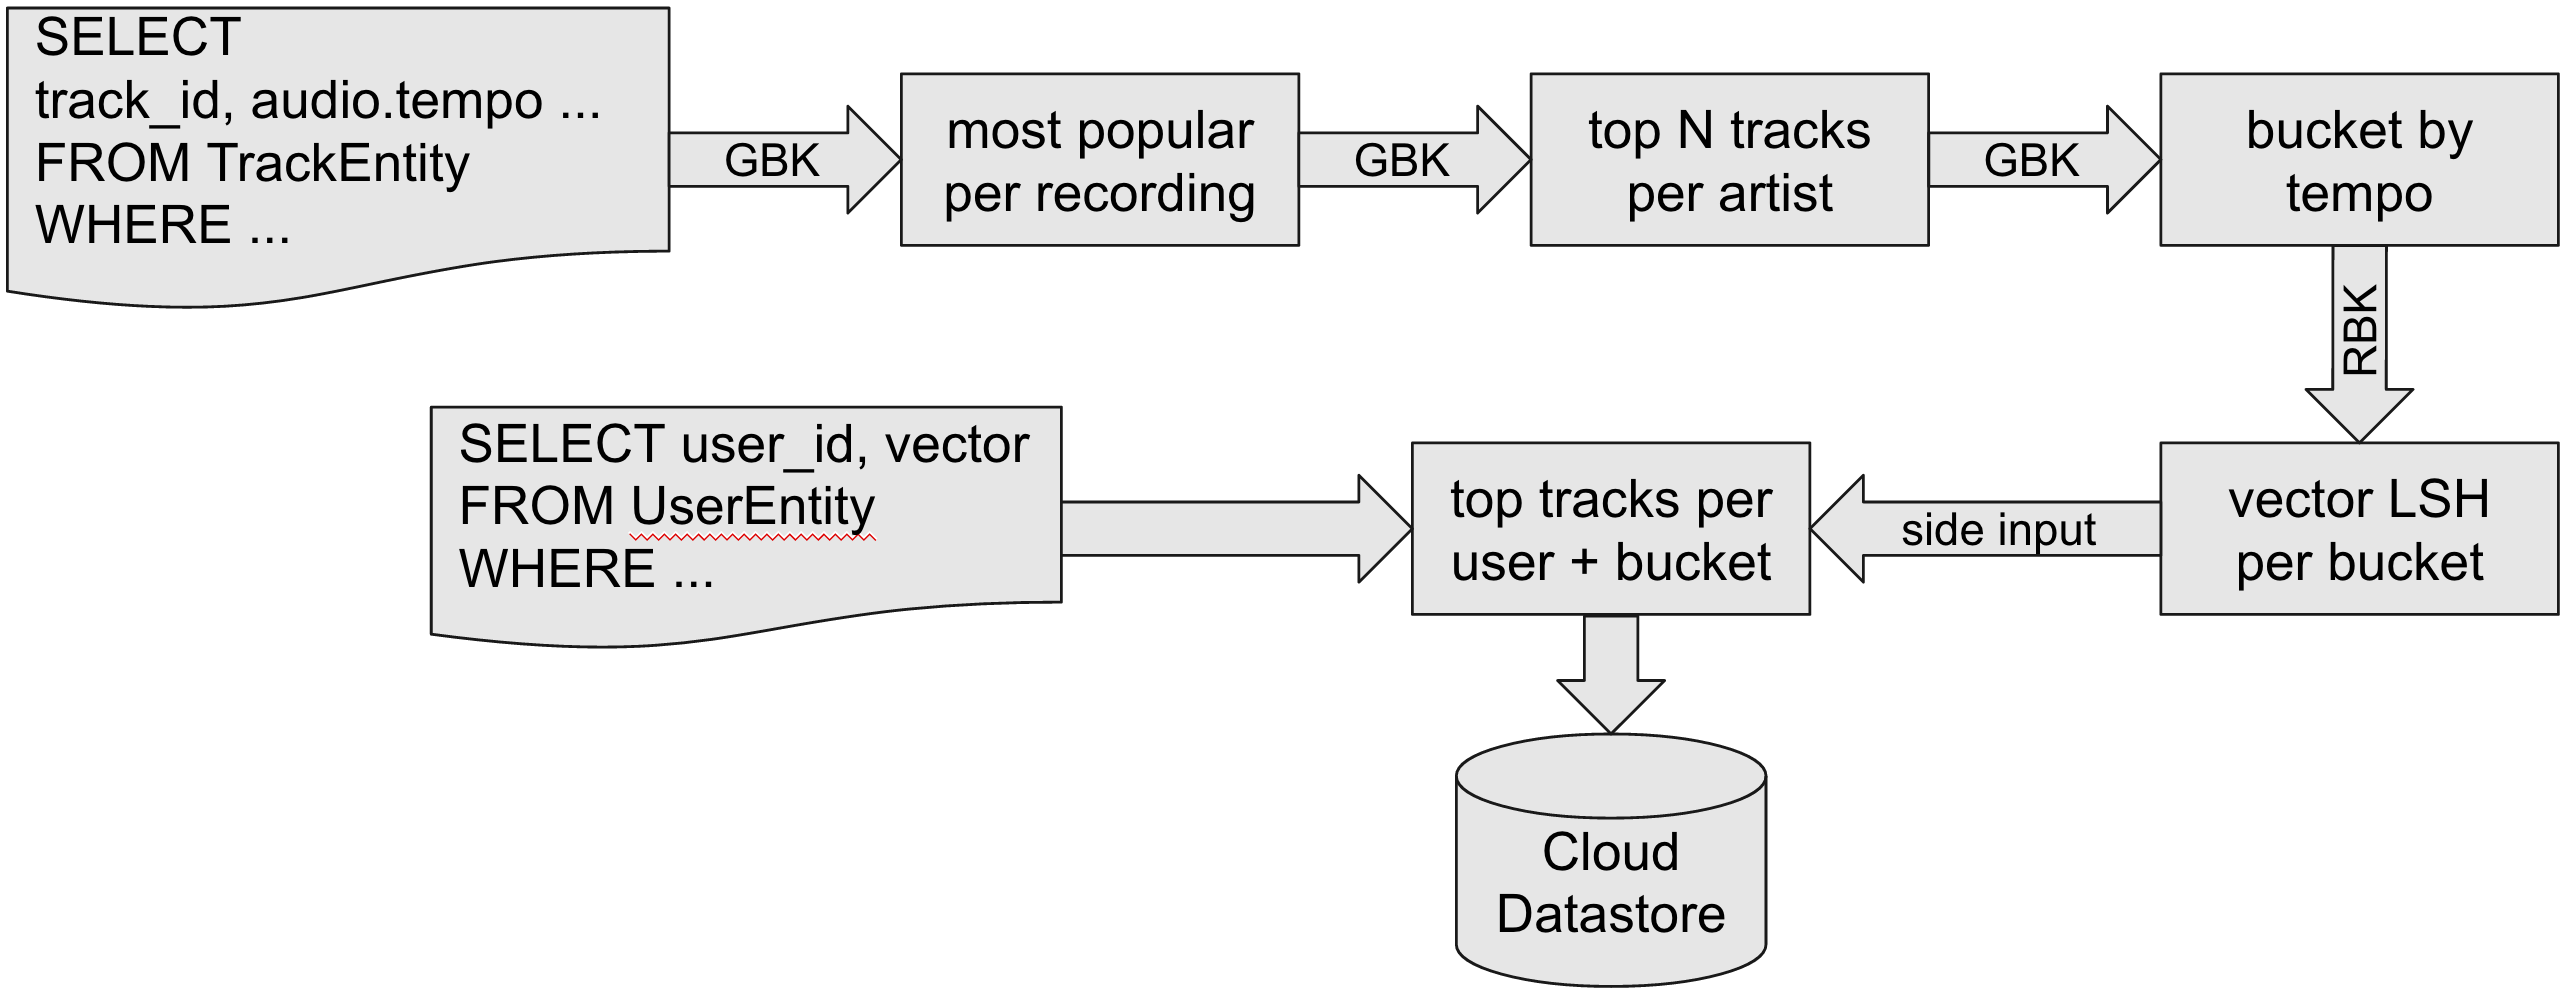 SELECT
track_id, audio.tempo ...
FROM TrackEntity
WHERE ...
GBK
most popular
per recording
GBK
top N tracks
per artist
GBK
bucket by
tempo
RBK
SELECT user_id, vector
FROM UserEntity
WHERE ...
top tracks per
user + bucket
side input
vector LSH
per bucket
Cloud
Datastore